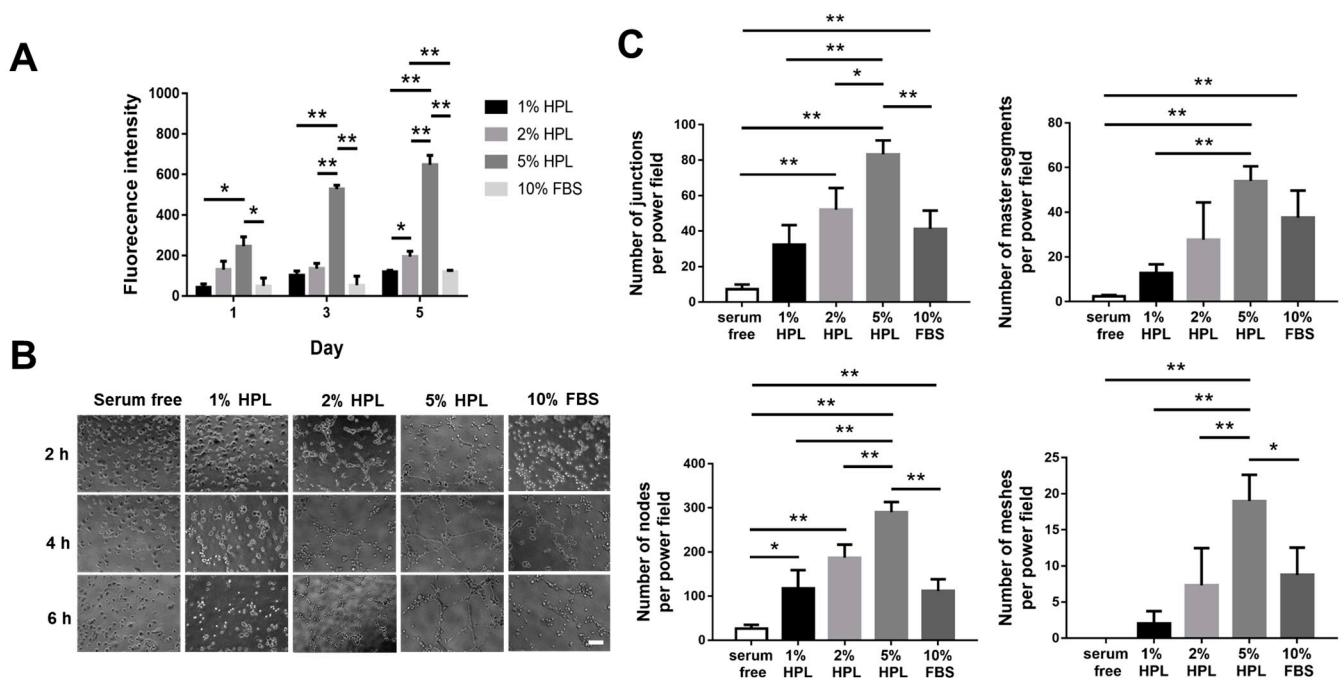 A
** 
**
**
**
**
**
**
*
*
*
Fluorecence intensity
1000
800
600
400
200
0
1
3
5
Day
1% HPL
2% HPL
5% HPL
10% FBS
B
Serum free
1% HPL
2% HPL
5% HPL
10% FBS
2 h
4 h
6 h
C
**
**
*
**
**
**
Number of junctions
per power field
100
80
60
40
20
0
serum free
1% HPL
2% HPL
5% HPL
10% FBS
**
**
**
Number of master segments
per power field
80
60
40
20
0
serum free
1% HPL
2% HPL
5% HPL
10% FBS
**
**
**
**
**
**
*
Number of nodes
per power field
400
300
200
100
0
serum free
1% HPL
2% HPL
5% HPL
10% FBS
**
**
**
*
Number of meshes
per power field
25
20
15
10
5
0
serum free
1% HPL
2% HPL
5% HPL
10% FBS